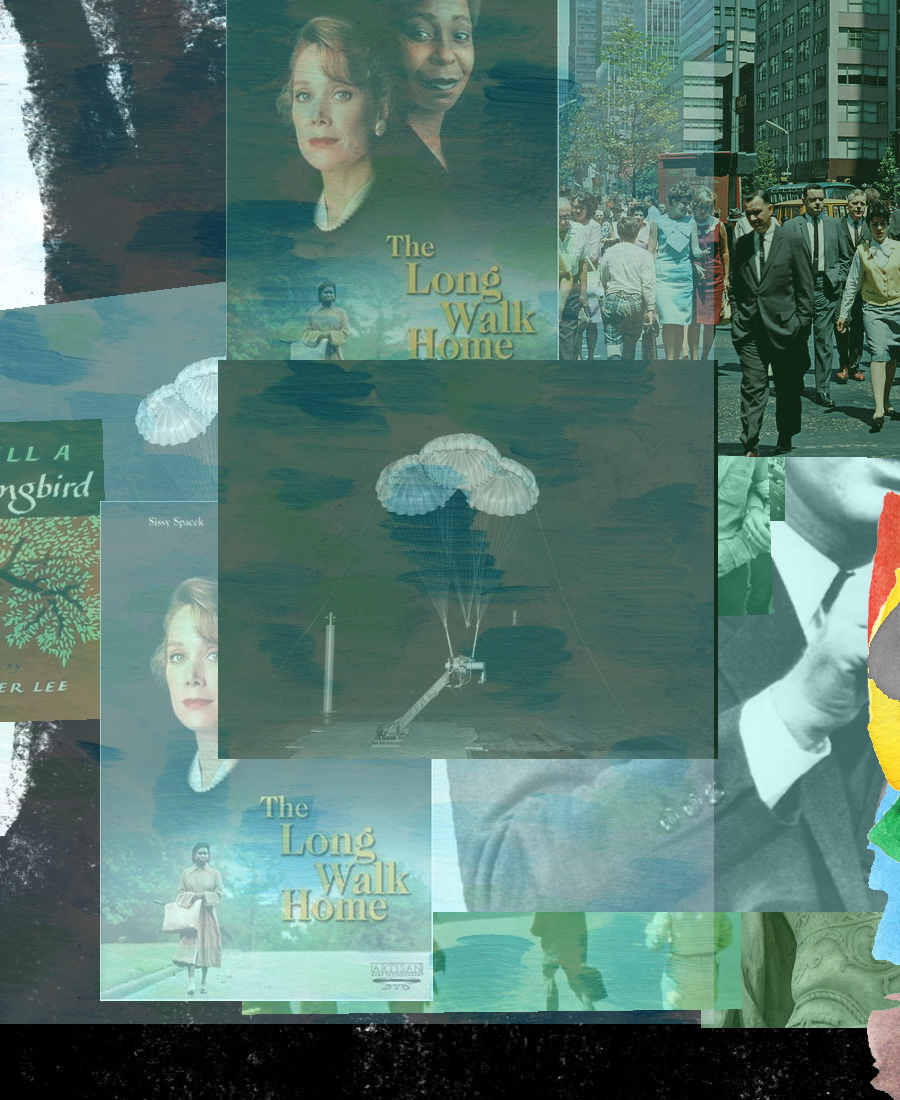 The
Long
Walk
Home
LL A
ngbird
ER LEE
Sissy Spacek
The
Long
Walk
Home
ARTISAN
DVD